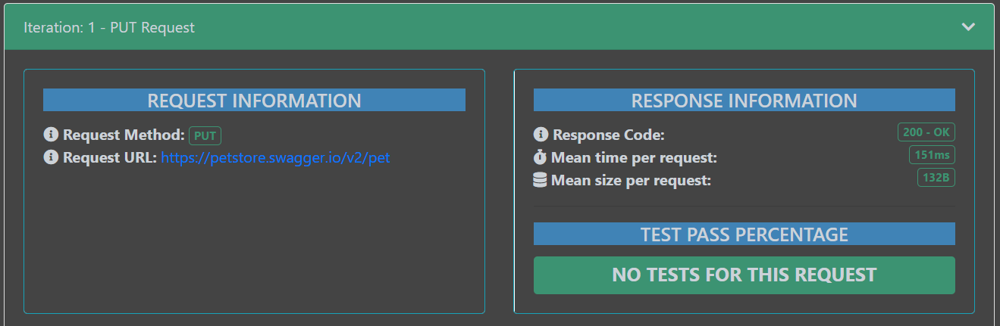 Iteration: 1 - PUT Request
REQUEST INFORMATION
Request Method: PUT
Request URL: https://petstore.swagger.io/v2/pet
RESPONSE INFORMATION
Response Code: 200 - OK
Mean time per request: 151ms
Mean size per request: 132B
TEST PASS PERCENTAGE
NO TESTS FOR THIS REQUEST